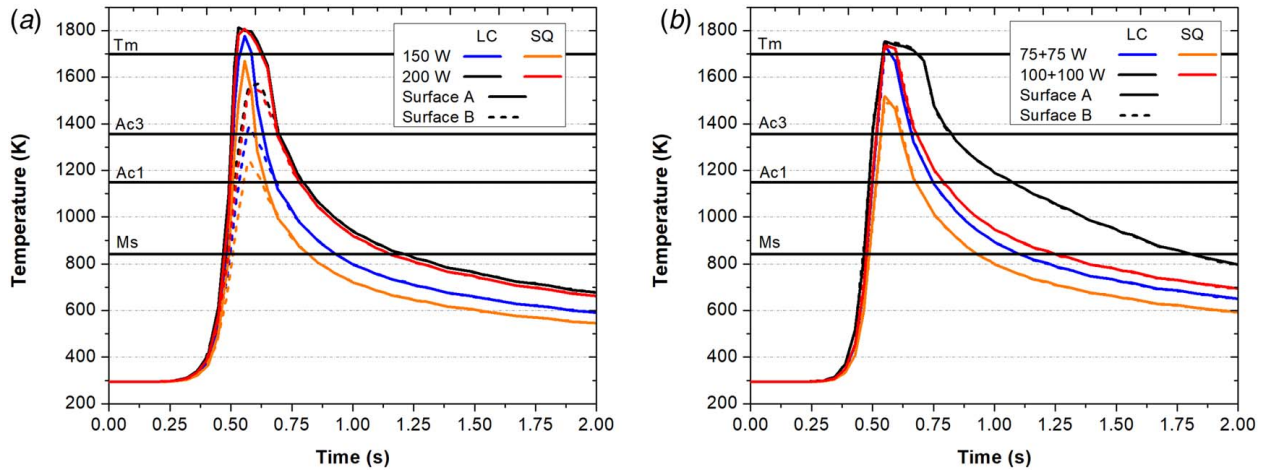 (a)
LC SQ
150 W
200 W
Surface A
Surface B
Tm
Ac3
Ac1
Ms
1800
1600
1400
1200
1000
800
600
400
200
Temperature (K)
0.00 0.25 0.50 0.75 1.00 1.25 1.50 1.75 2.00
Time (s)
(b)
LC SQ
75+75 W
100+100 W
Surface A
Surface B
Tm
Ac3
Ac1
Ms
1800
1600
1400
1200
1000
800
600
400
200
Temperature (K)
0.00 0.25 0.50 0.75 1.00 1.25 1.50 1.75 2.00
Time (s)